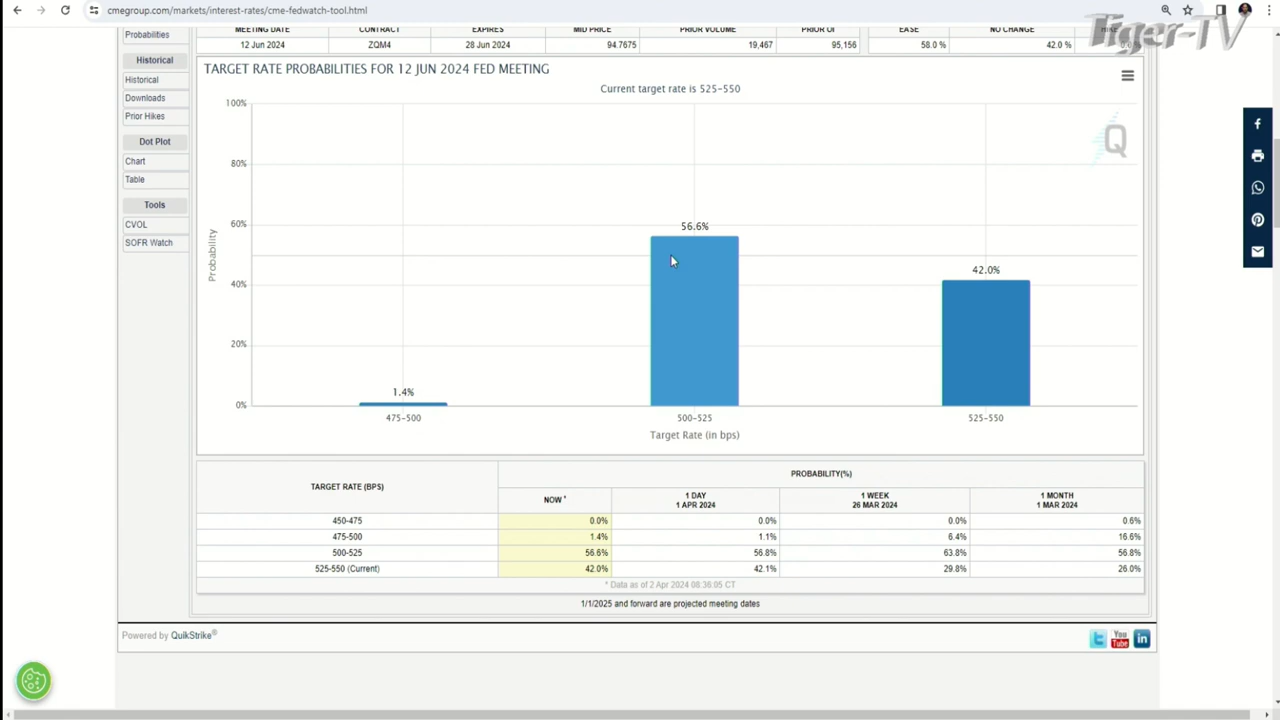 cmegroup.com/markets/interest-rates/cme-fedwatch-tool.html
Tiger-TV
Probabilities
Historical
Historical
Downloads
Prior Hikes
Dot Plot
Chart
Table
Tools
CVOL
SOFR Watch
MEETING DATE CONTRACT EXPIRES MID PRICE PRIOR VOLUME PRIOR OI EASE NO CHANGE
12 Jun 2024 ZQM4 28 Jun 2024 94.7675 19,467 95,156 58.0 % 42.0 %
TARGET RATE PROBABILITIES FOR 12 JUN 2024 FED MEETING
Current target rate is 525-550
Q
100%
80%
60%
40%
20%
0%
Probability
1.4%
56.6%
42.0%
475-500
500-525
525-550
Target Rate (in bps)
TARGET RATE (BPS) PROBABILITY(%)
NOW * 1 DAY 1 WEEK 1 MONTH
1 APR 2024 26 MAR 2024 1 MAR 2024
450-475 0.0% 0.0% 0.0% 0.6%
475-500 1.4% 1.1% 6.4% 16.6%
500-525 56.6% 56.8% 63.8% 56.8%
525-550 (Current) 42.0% 42.1% 29.8% 26.0%
* Data as of 2 Apr 2024 08:36:05 CT
1/1/2025 and forward are projected meeting dates
Powered by QuikStrike®
You
Tube
in